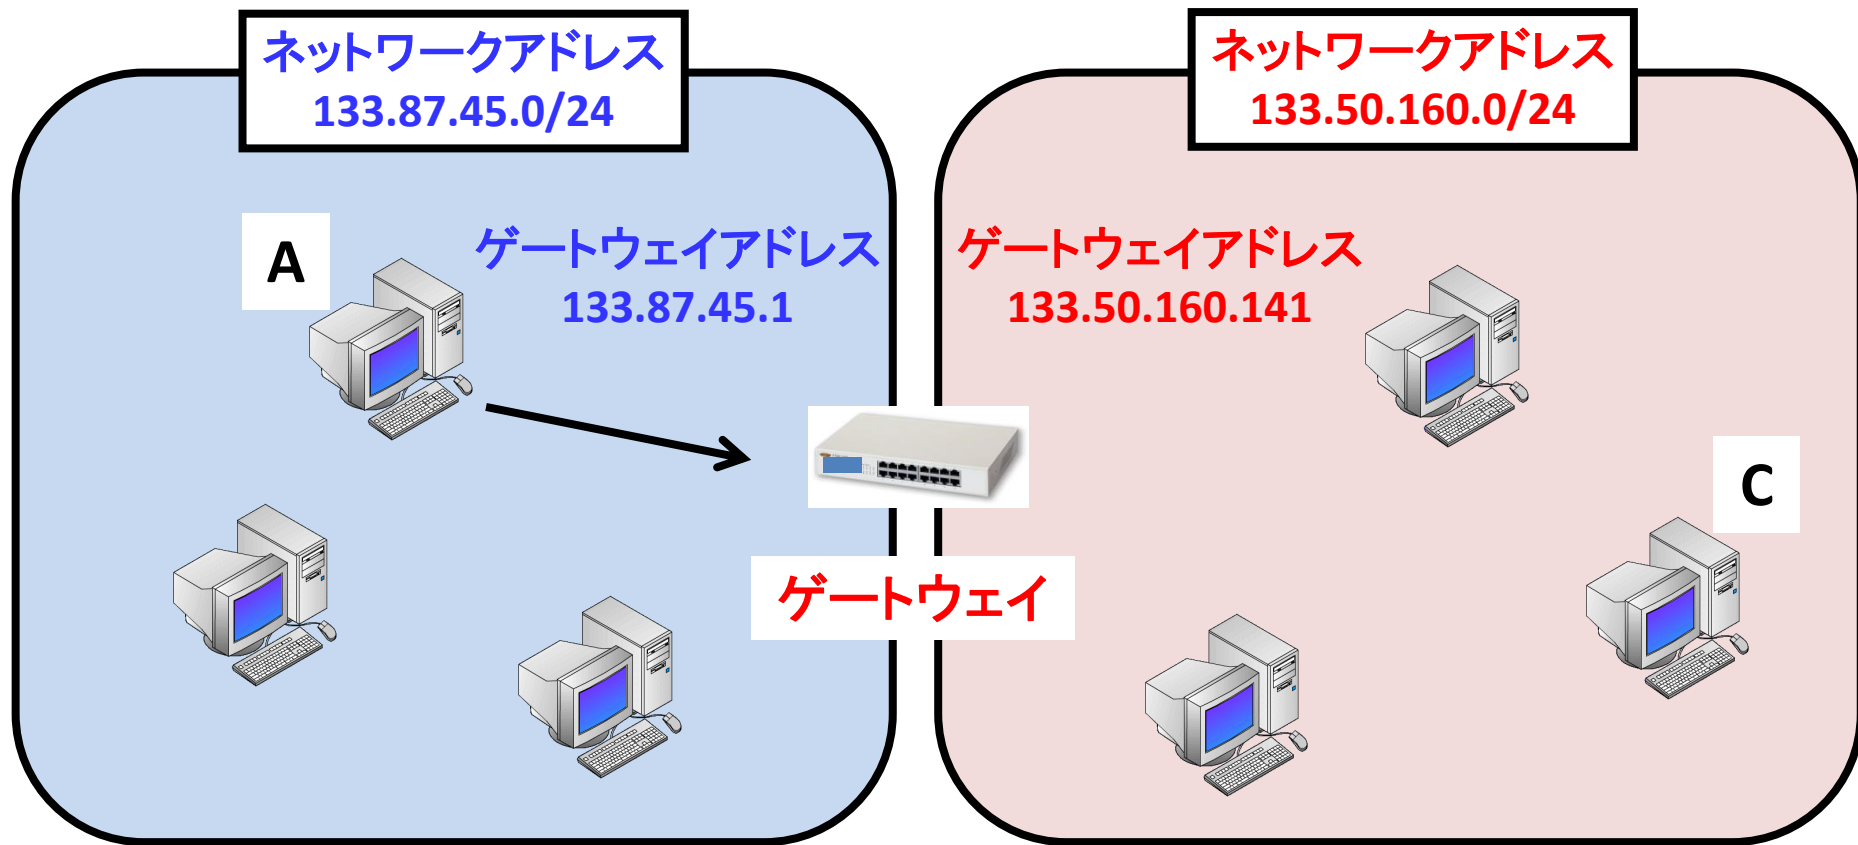 ネットワークアドレス
133.87.45.0/24
ネットワークアドレス
133.50.160.0/24
A
ゲートウェイアドレス
133.87.45.1
ゲートウェイアドレス
133.50.160.141
C
ゲートウェイ